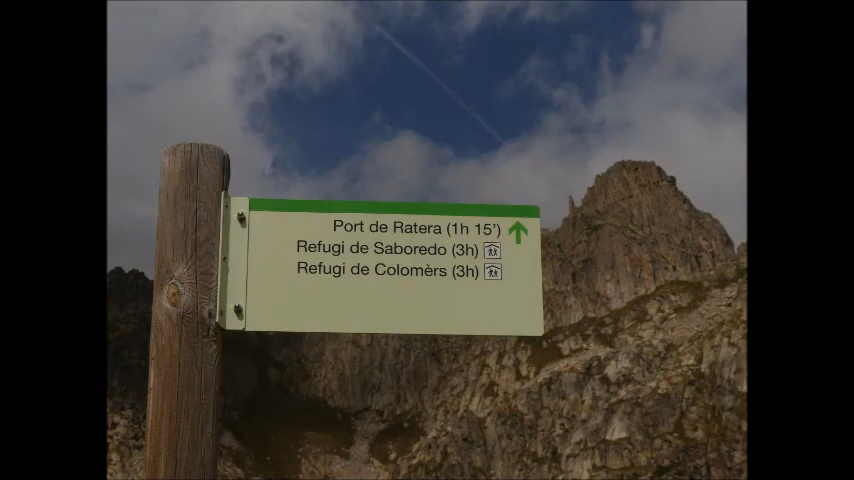 Port de Ratera (1h 15')
Refugi de Saboredo (3h)
Refugi de Colomèrs (3h)